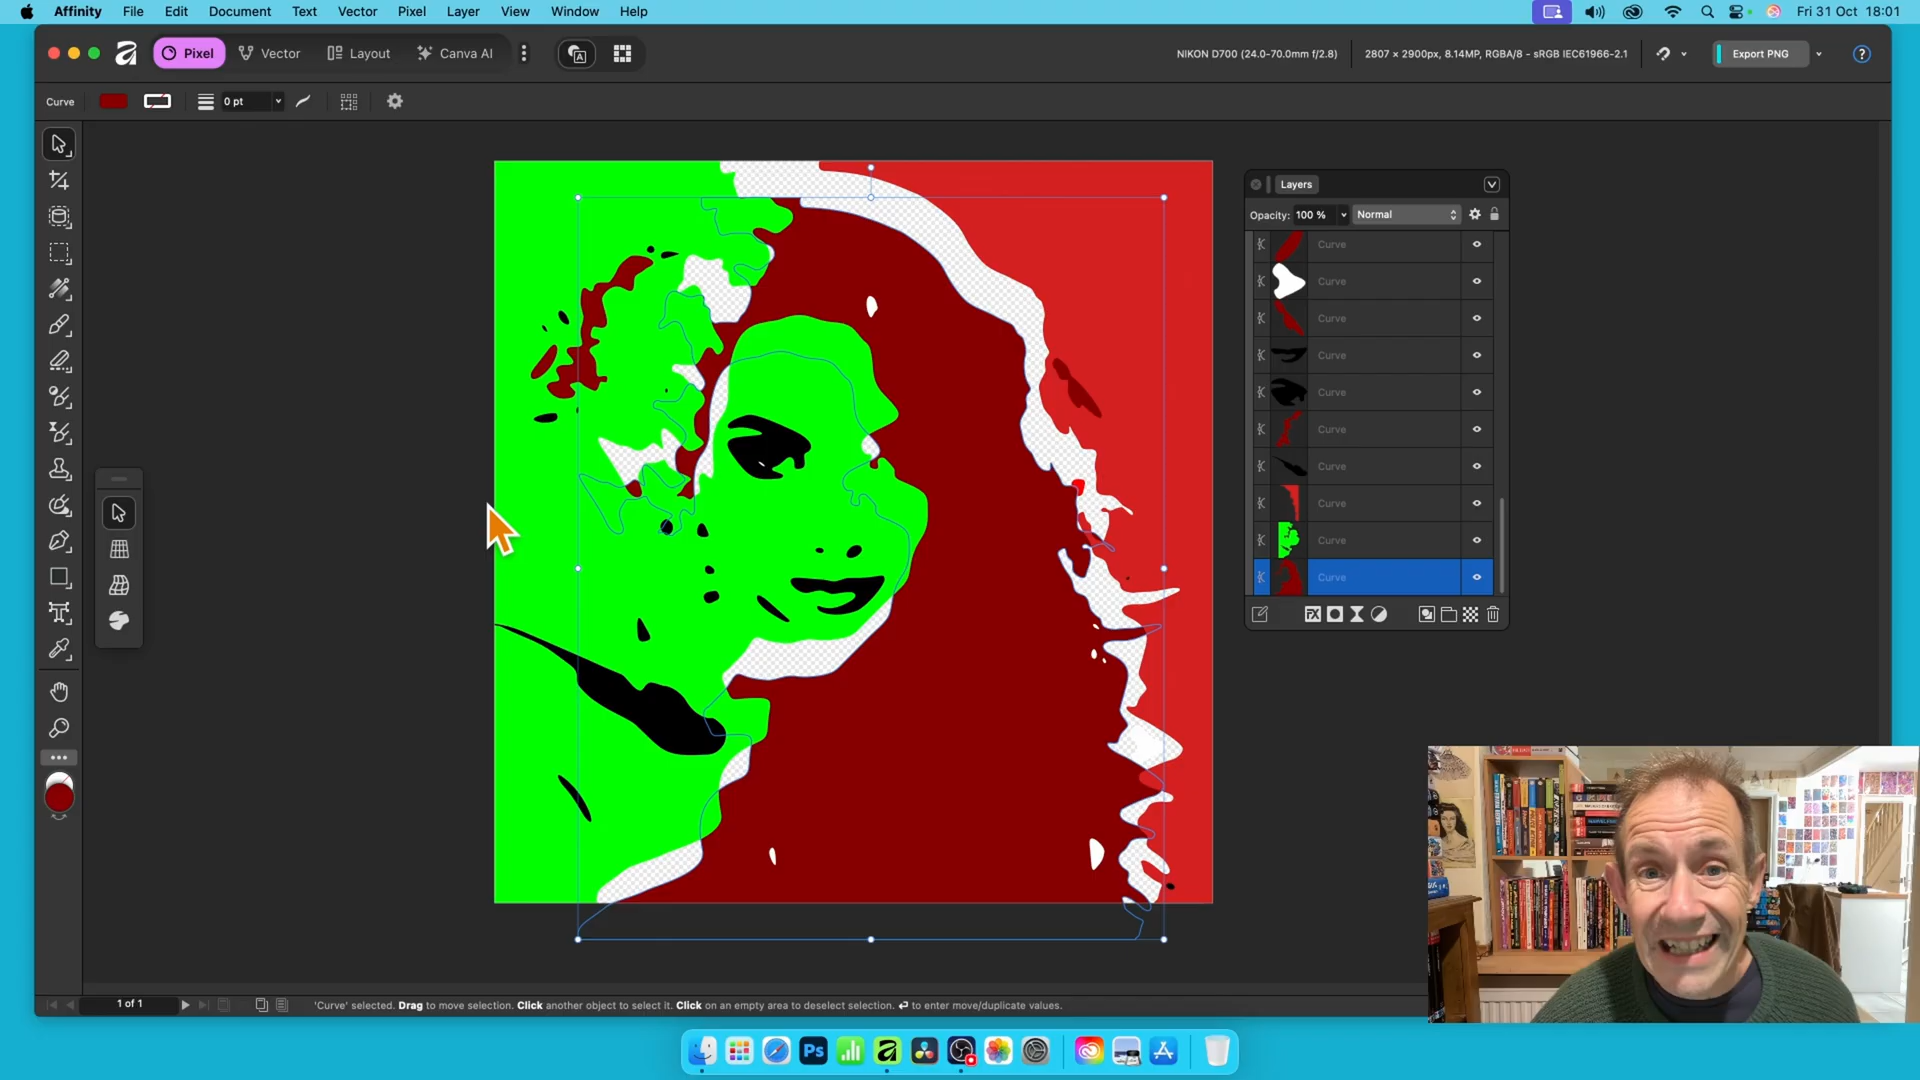 Affinity File Edit Document Text Vector Pixel Layer View Window Help Fri 31 Oct 18:01
Pixel Vector Layout Canva AI NIKON D700 (24.0-70.0mm f/2.8) 2807 × 2900px, 8.14MP, RGBA/8 - sRGB IEC61966-2.1 Export PNG ?
Curve 0 pt
Layers
Opacity: 100 % Normal
Curve
Curve
Curve
Curve
Curve
Curve
Curve
Curve
Curve
Curve
FX
1 of 1 'Curve' selected. Drag to move selection. Click another object to select it. Click on an empty area to deselect selection. ↵ to enter move/duplicate values.
Ps